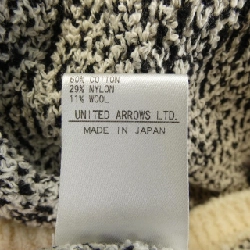 60% COTTON
29% NYLON
11% WOOL
UNITED ARROWS LTD.
MADE IN JAPAN